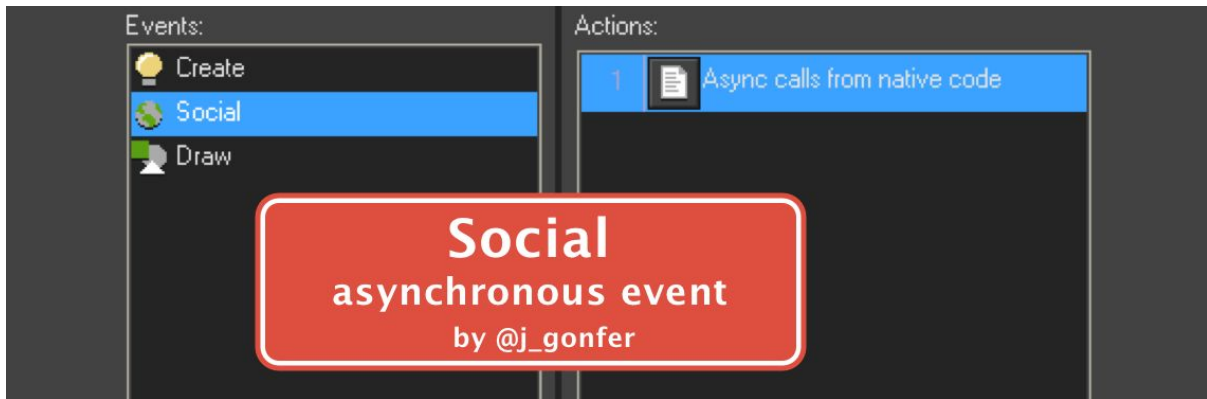 Events:
Create
Social
Draw
Actions:
1 Async calls from native code
Social
asynchronous event
by @j_gonfer